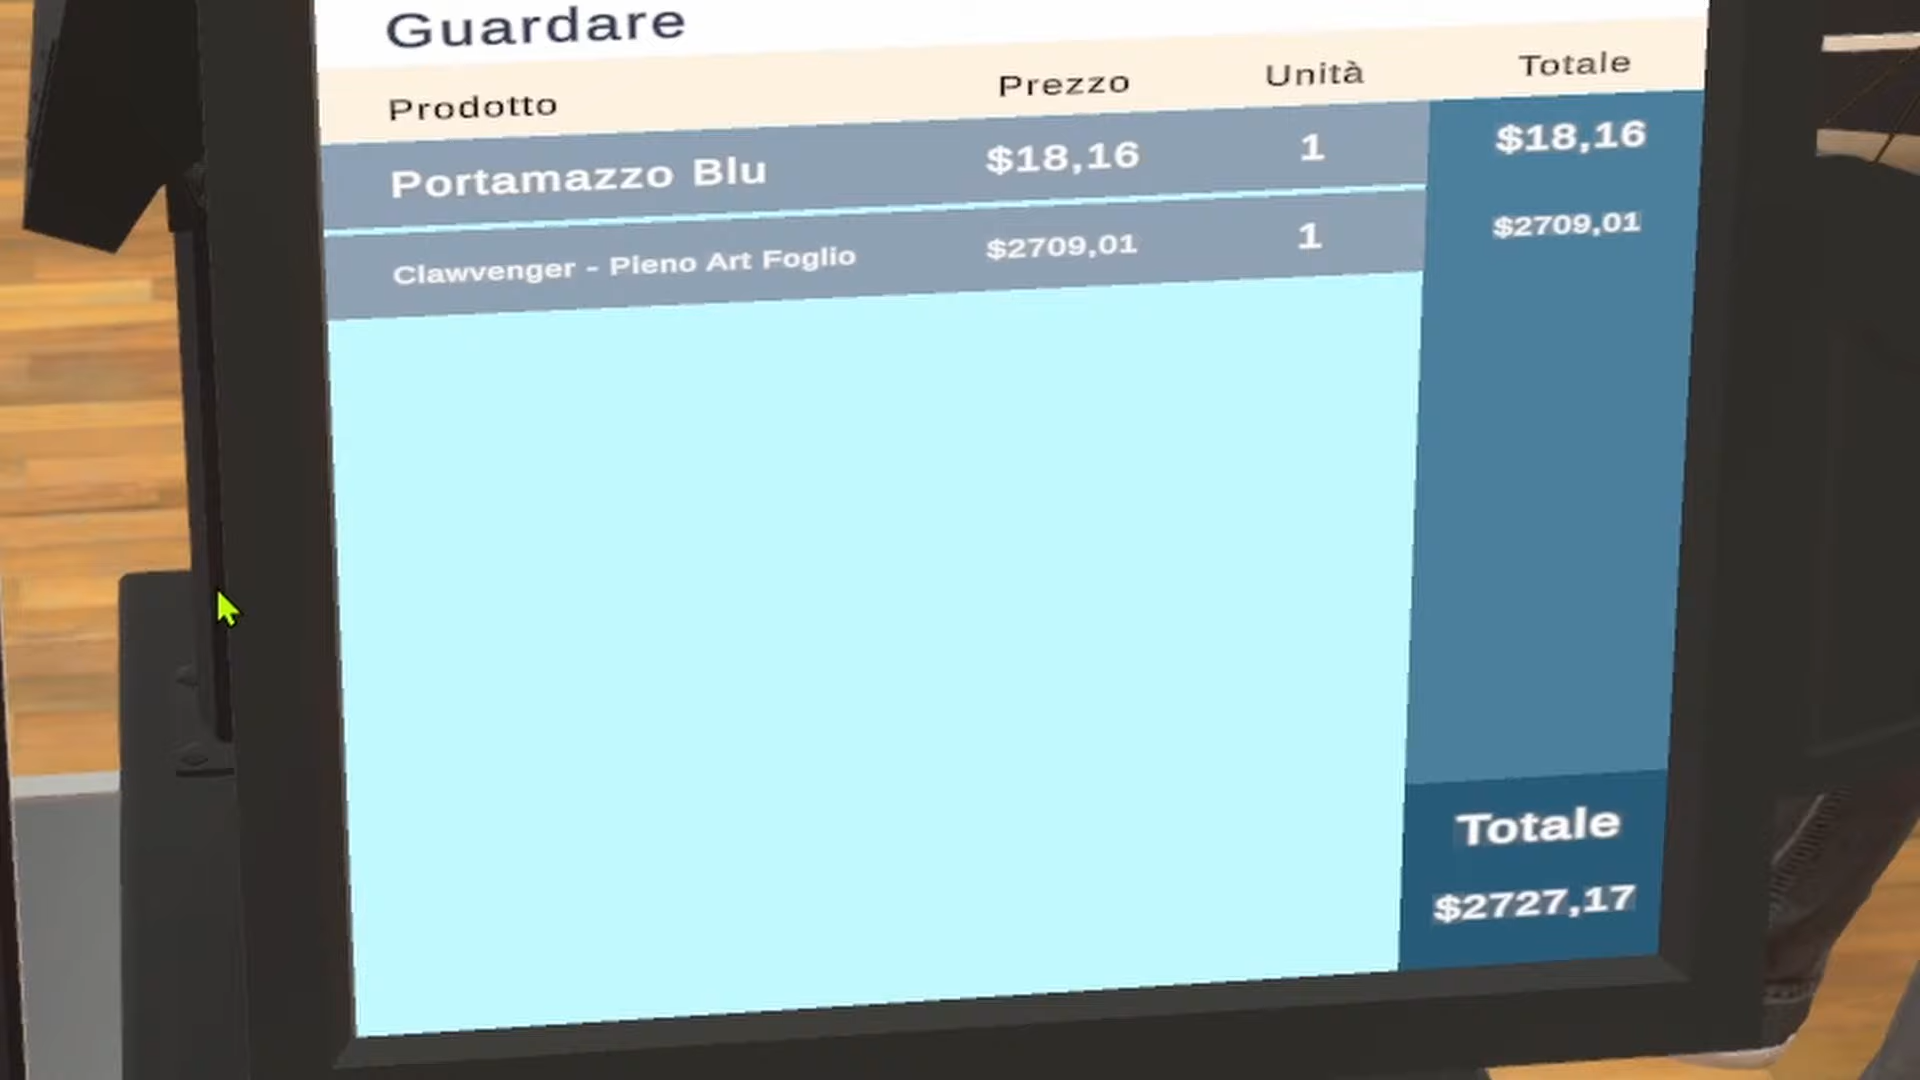 Guardare
Prodotto Prezzo Unità Totale
Portamazzo Blu $18,16 1 $18,16
Clawvenger - Pleno Art Foglio $2709,01 1 $2709,01
Totale
$2727,17